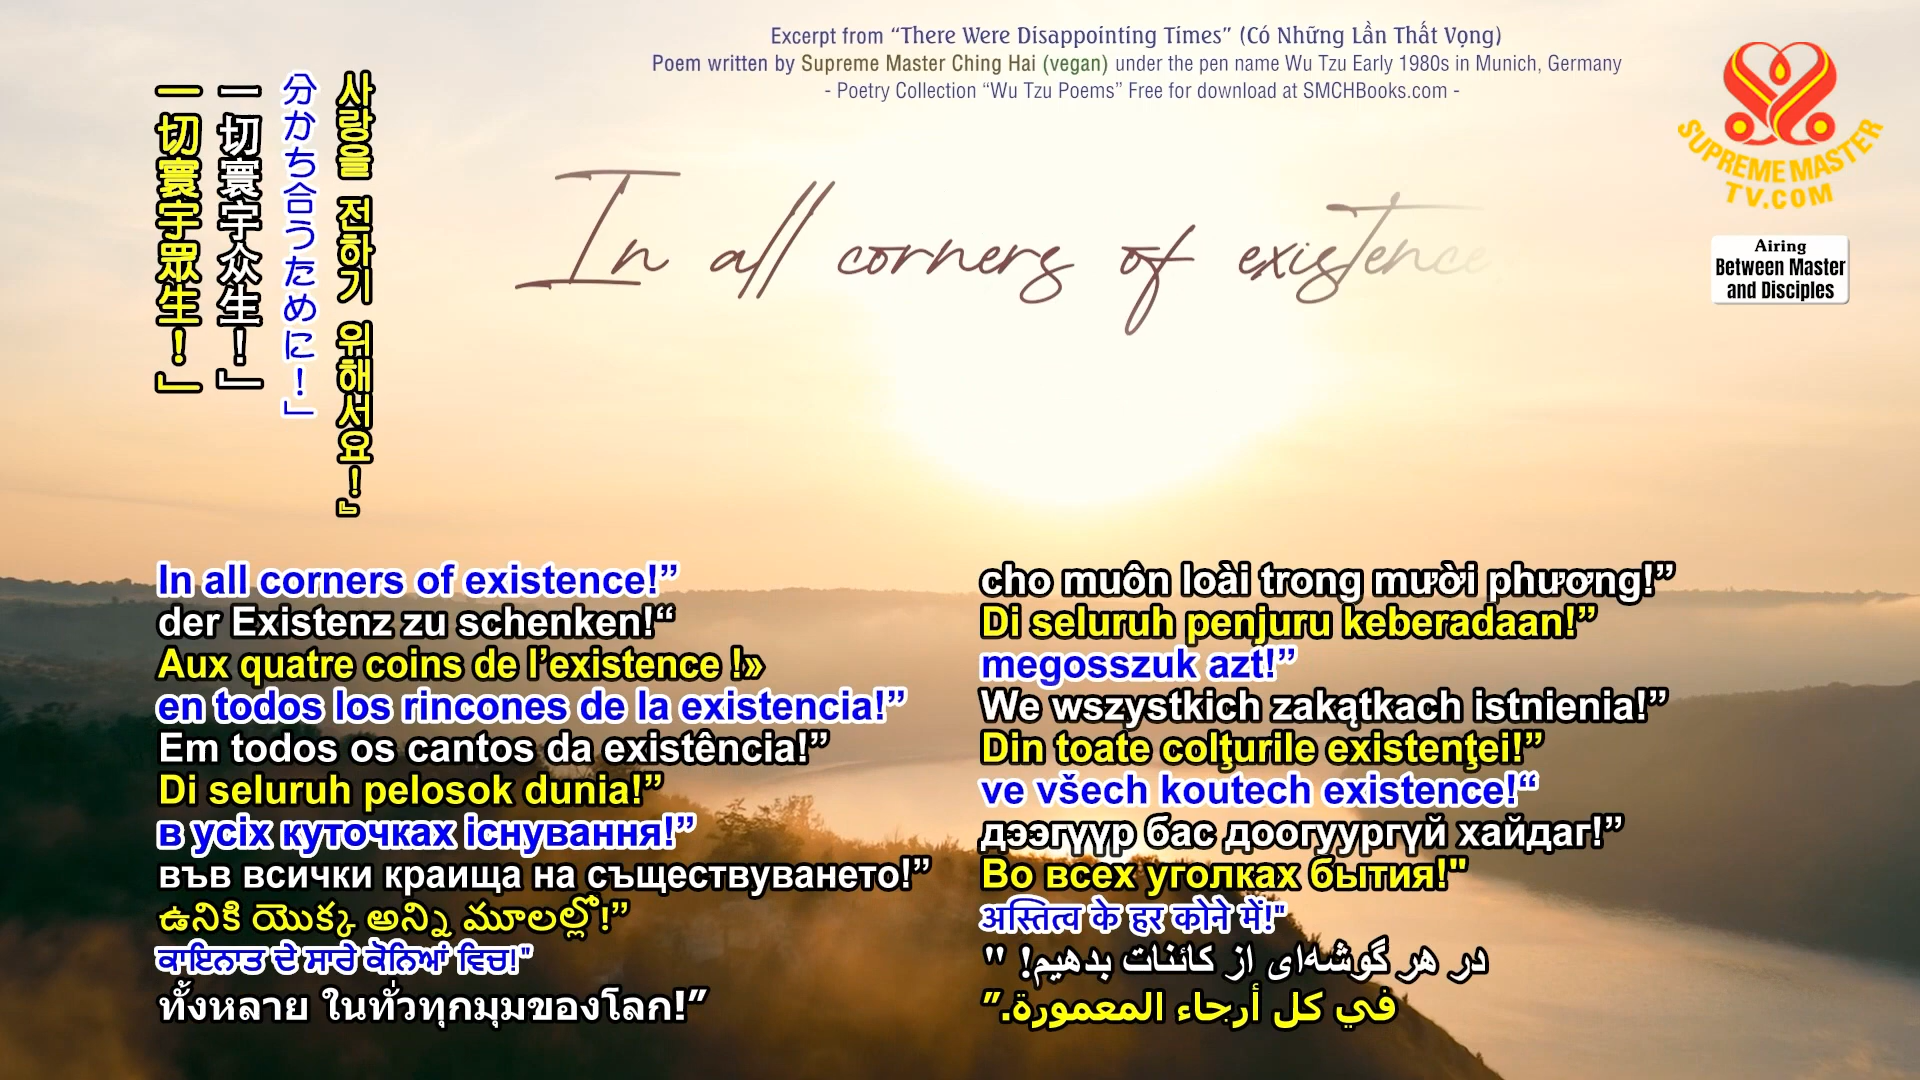 Excerpt from “There Were Disappointing Times” (Có Những Lần Thất Vọng)
Poem written by Supreme Master Ching Hai (vegan) under the pen name Wu Tzu Early 1980s in Munich, Germany
- Poetry Collection “Wu Tzu Poems” Free for download at SMCHBooks.com -
SUPREME MASTER
TV.COM
Airing
Between Master
and Disciples
In all corners of existence
사랑을 전하기 위해서요!』
分かち合うために！」
一切寰宇众生！」
一切寰宇眾生！」
In all corners of existence!”
der Existenz zu schenken!“
Aux quatre coins de l’existence !»
en todos los rincones de la existencia!”
Em todos os cantos da existência!”
Di seluruh pelosok dunia!”
в усіх куточках існування!”
във всички краища на съществуването!”
ఉనికి యొక్క అన్ని మూలల్లో!”
ਕਾਇਨਾਤ ਦੇ ਸਾਰੇ ਕੋਨਿਆਂ ਵਿਚ!"
ทั้งหลาย ในทั่วทุกมุมของโลก!”
cho muôn loài trong mười phương!”
Di seluruh penjuru keberadaan!”
megosszuk azt!”
We wszystkich zakątkach istnienia!”
Din toate colţurile existenţei!”
ve všech koutech existence!“
дээгүүр бас доогуургүй хайдаг!”
Во всех уголках бытия!"
अस्तित्व के हर कोने में!"
در هر گوشه‌ای از کائنات بدهیم! "
في كل أرجاء المعمورة.”